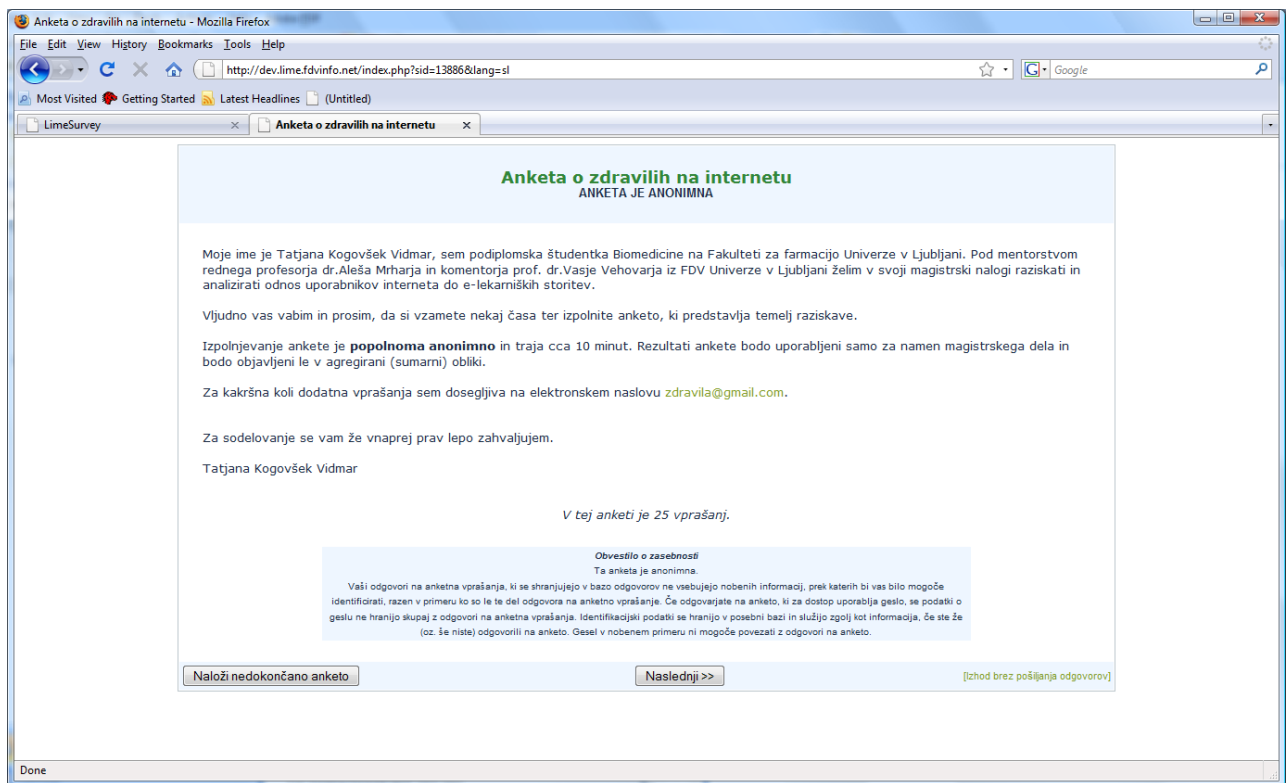 Anketa o zdravilih na internetu - Mozilla Firefox
File Edit View History Bookmarks Tools Help
http://dev.lime.fdvinfo.net/index.php?sid=13886&lang=sl
Google
Most Visited Getting Started Latest Headlines (Untitled)
LimeSurvey Anketa o zdravilih na internetu
Anketa o zdravilih na internetu
ANKETA JE ANONIMNA
Moje ime je Tatjana Kogovšek Vidmar, sem podiplomska študentka Biomedicine na Fakulteti za farmacijo Univerze v Ljubljani. Pod mentorstvom
rednega profesorja dr.Aleša Mrharja in komentorja prof. dr.Vasje Vehovarja iz FDV Univerze v Ljubljani želim v svoji magistrski nalogi raziskati in
analizirati odnos uporabnikov interneta do e-lekarniških storitev.
Vljudno vas vabim in prosim, da si vzamete nekaj časa ter izpolnite anketo, ki predstavlja temelj raziskave.
Izpolnjevanje ankete je popolnoma anonimno in traja cca 10 minut. Rezultati ankete bodo uporabljeni samo za namen magistrskega dela in
bodo objavljeni le v agregirani (sumarni) obliki.
Za kakršna koli dodatna vprašanja sem dosegljiva na elektronskem naslovu zdravila@gmail.com.
Za sodelovanje se vam že vnaprej prav lepo zahvaljujem.
Tatjana Kogovšek Vidmar
V tej anketi je 25 vprašanj.
Obvestilo o zasebnosti
Ta anketa je anonimna.
Vaši odgovori na anketna vprašanja, ki se shranjujejo v bazo odgovorov ne vsebujejo nobenih informacij, prek katerih bi vas bilo mogoče
identificirati, razen v primeru ko so le te del odgovora na anketno vprašanje. Če odgovarjate na anketo, ki za dostop uporablja geslo, se podatki o
geslu ne hranijo skupaj z odgovori na anketna vprašanja. Identifikacijski podatki se hranijo v posebni bazi in služijo zgolj kot informacija, če ste že
(oz. še niste) odgovorili na anketo. Gesel v nobenem primeru ni mogoče povezati z odgovori na anketo.
Naloži nedokončano anketo Naslednji >> [Izhod brez pošiljanja odgovorov]
Done